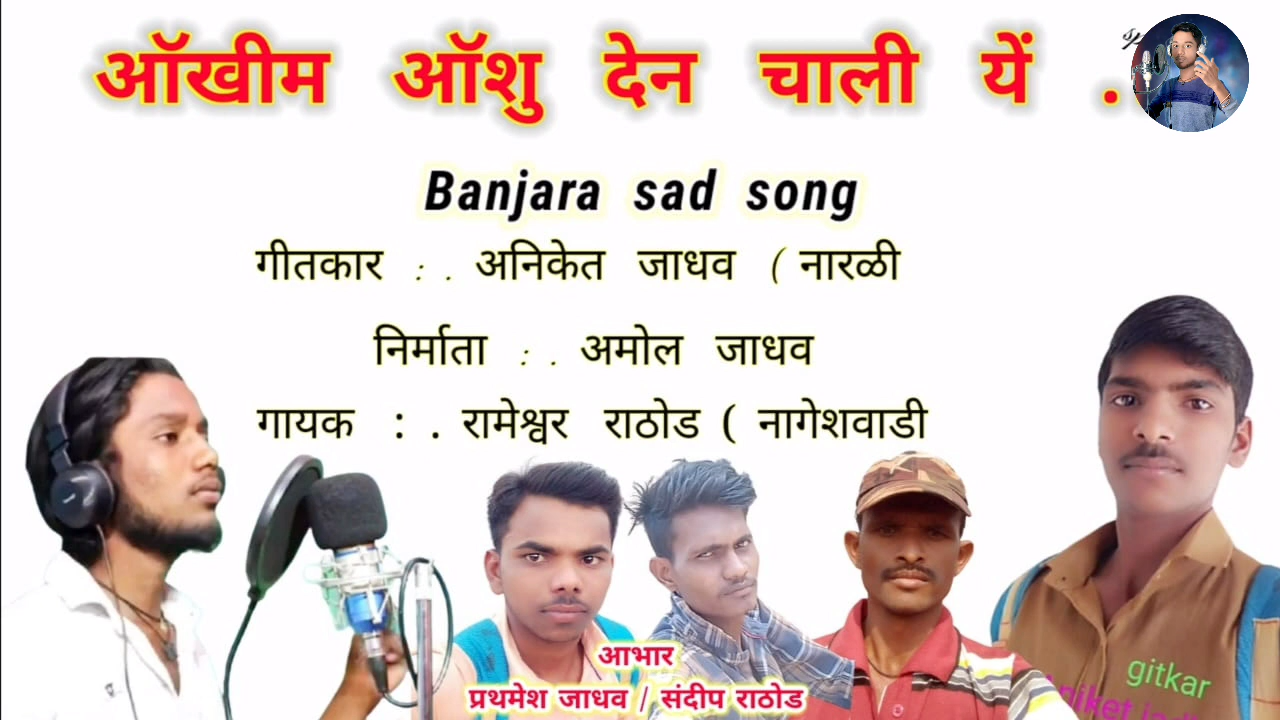 ऑखीम ऑशु देन चाली यें ..
Banjara sad song
गीतकार : . अनिकेत जाधव ( नारळी
निर्माता : . अमोल जाधव
गायक : . रामेश्वर राठोड ( नागेशवाडी
आभार
प्रथमेश जाधव / संदीप राठोड
gitkar